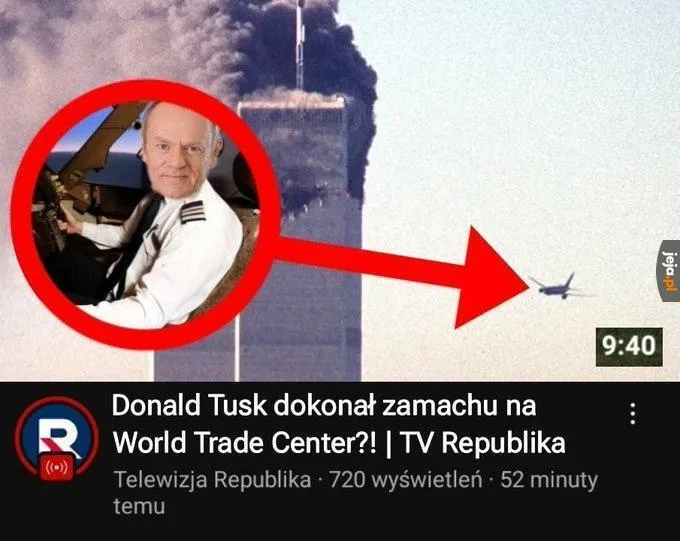 jeja.pl
9:40
R
Donald Tusk dokonał zamachu na
World Trade Center?! | TV Republika
Telewizja Republika · 720 wyświetleń · 52 minuty
temu